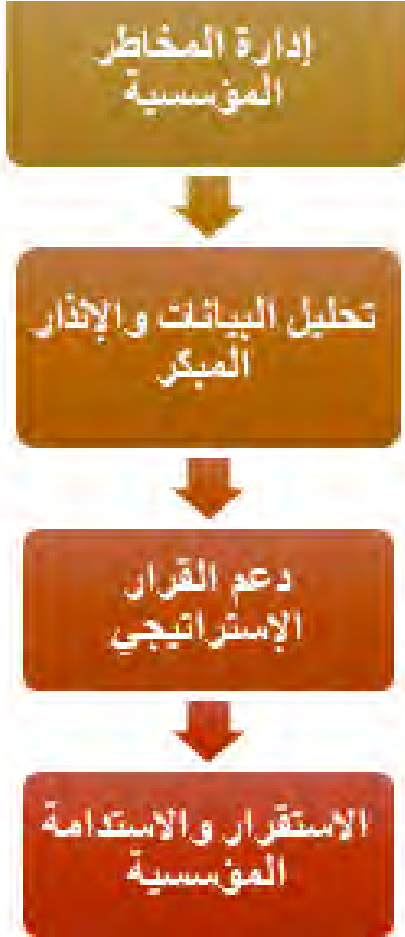 إدارة المخاطر
المؤسسية
تحليل البيانات والإنذار
المبكر
دعم القرار
الإستراتيجي
الاستقرار والاستدامة
المؤسسية